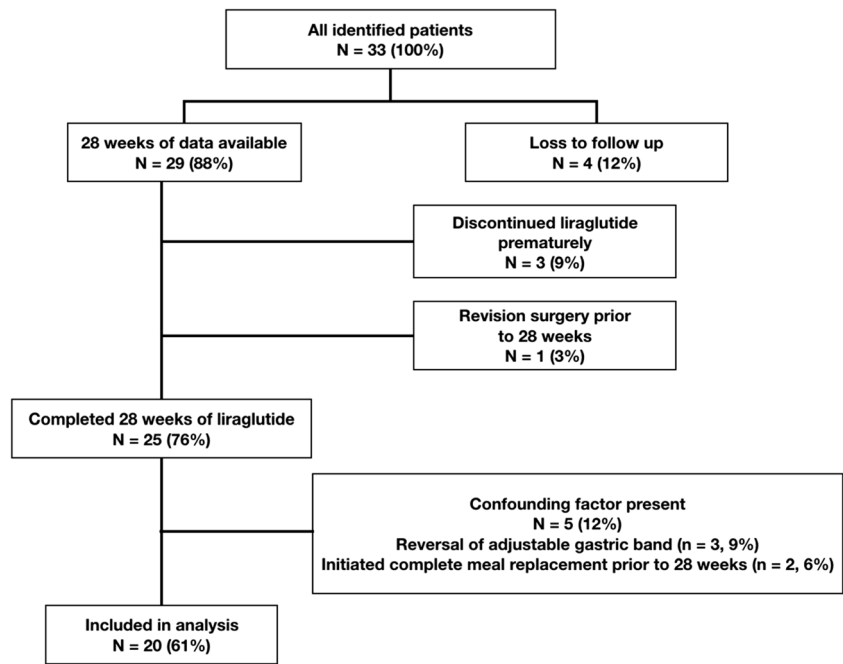 All identified patients
N = 33 (100%)
28 weeks of data available
N = 29 (88%)
Loss to follow up
N = 4 (12%)
Discontinued liraglutide
prematurely
N = 3 (9%)
Revision surgery prior
to 28 weeks
N = 1 (3%)
Completed 28 weeks of liraglutide
N = 25 (76%)
Confounding factor present
N = 5 (12%)
Reversal of adjustable gastric band (n = 3, 9%)
Initiated complete meal replacement prior to 28 weeks (n = 2, 6%)
Included in analysis
N = 20 (61%)